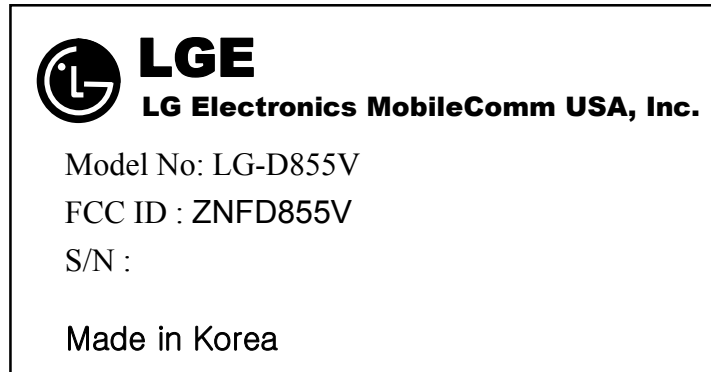 LGE
LG Electronics MobileComm USA, Inc.
Model No: LG-D855V
FCC ID : ZNFD855V
S/N :
Made in Korea